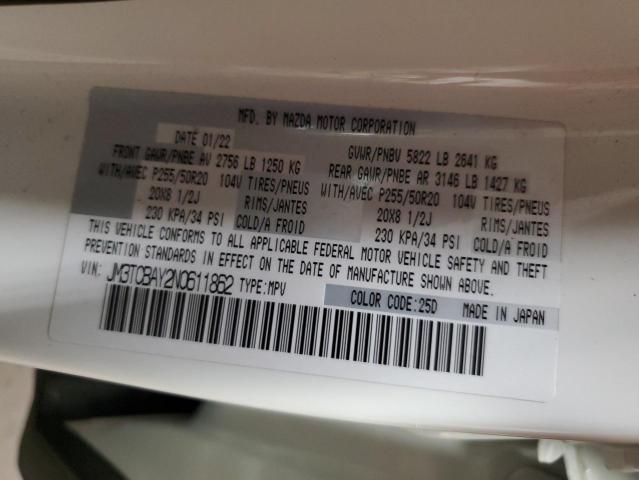 MFD. BY MAZDA MOTOR CORPORATION
DATE 01/22 GVWR/PNBV 5822 LB 2641 KG
FRONT GAWR/PNBE AV 2756 LB 1250 KG REAR GAWR/PNBE AR 3146 LB 1427 KG
WITH/AVEC P255/50R20 104V TIRES/PNEUS WITH/AVEC P255/50R20 104V TIRES/PNEUS
20X8 1/2J RIMS/JANTES 20X8 1/2J RIMS/JANTES
230 KPA/34 PSI COLD/A FROID 230 KPA/34 PSI COLD/A FROID
THIS VEHICLE CONFORMS TO ALL APPLICABLE FEDERAL MOTOR VEHICLE SAFETY AND THEFT
PREVENTION STANDARDS IN EFFECT ON THE DATE OF MANUFACTURE SHOWN ABOVE.
VIN: JM3TCBAY2N0611862 TYPE:MPV COLOR CODE:25D MADE IN JAPAN